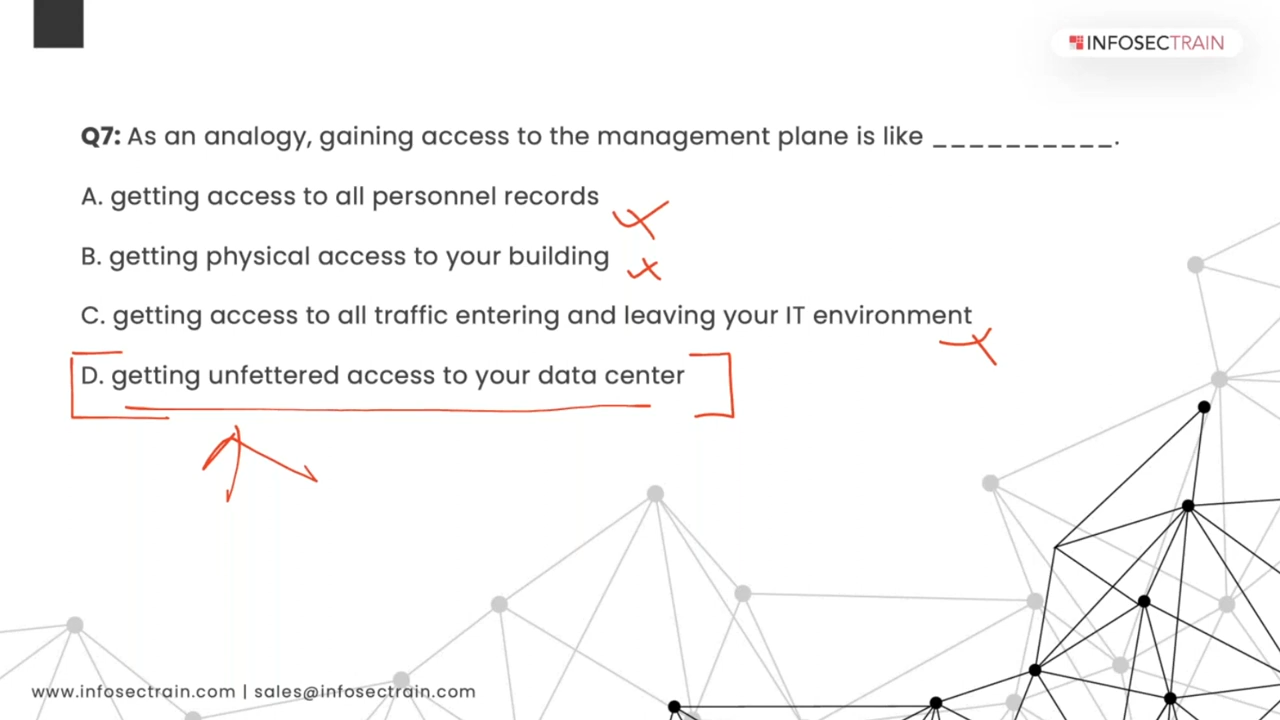 INFOSECTRAIN
Q7: As an analogy, gaining access to the management plane is like __________.
A. getting access to all personnel records
B. getting physical access to your building
C. getting access to all traffic entering and leaving your IT environment
D. getting unfettered access to your data center
www.infosectrain.com | sales@infosectrain.com